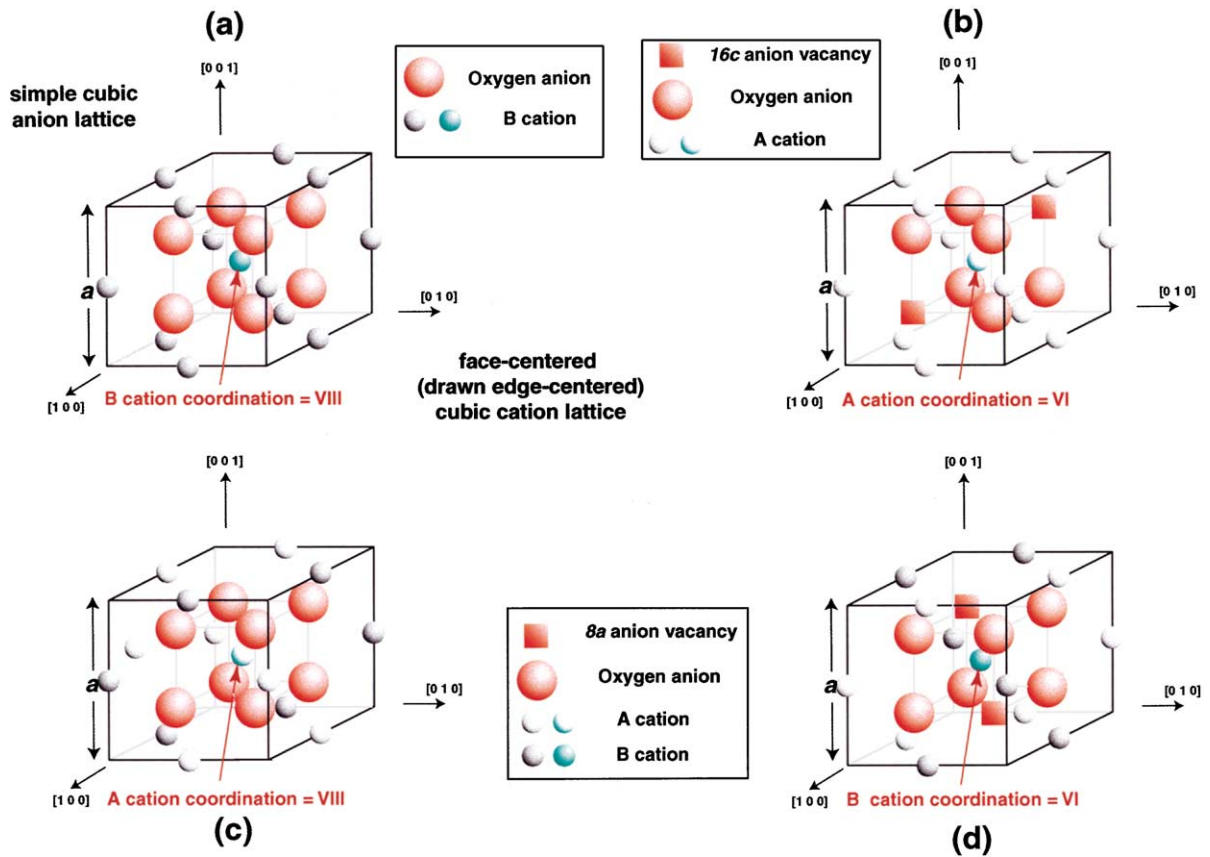 (a)
[0 0 1]
simple cubic
anion lattice
Oxygen anion
B cation
a
[0 1 0]
[1 0 0]
B cation coordination = VIII
face-centered
(drawn edge-centered)
cubic cation lattice
(b)
16c anion vacancy
Oxygen anion
A cation
[0 0 1]
a
[0 1 0]
[1 0 0]
A cation coordination = VI
[0 0 1]
a
[0 1 0]
[1 0 0]
A cation coordination = VIII
(c)
8a anion vacancy
Oxygen anion
A cation
B cation
[0 0 1]
a
[0 1 0]
[1 0 0]
B cation coordination = VI
(d)